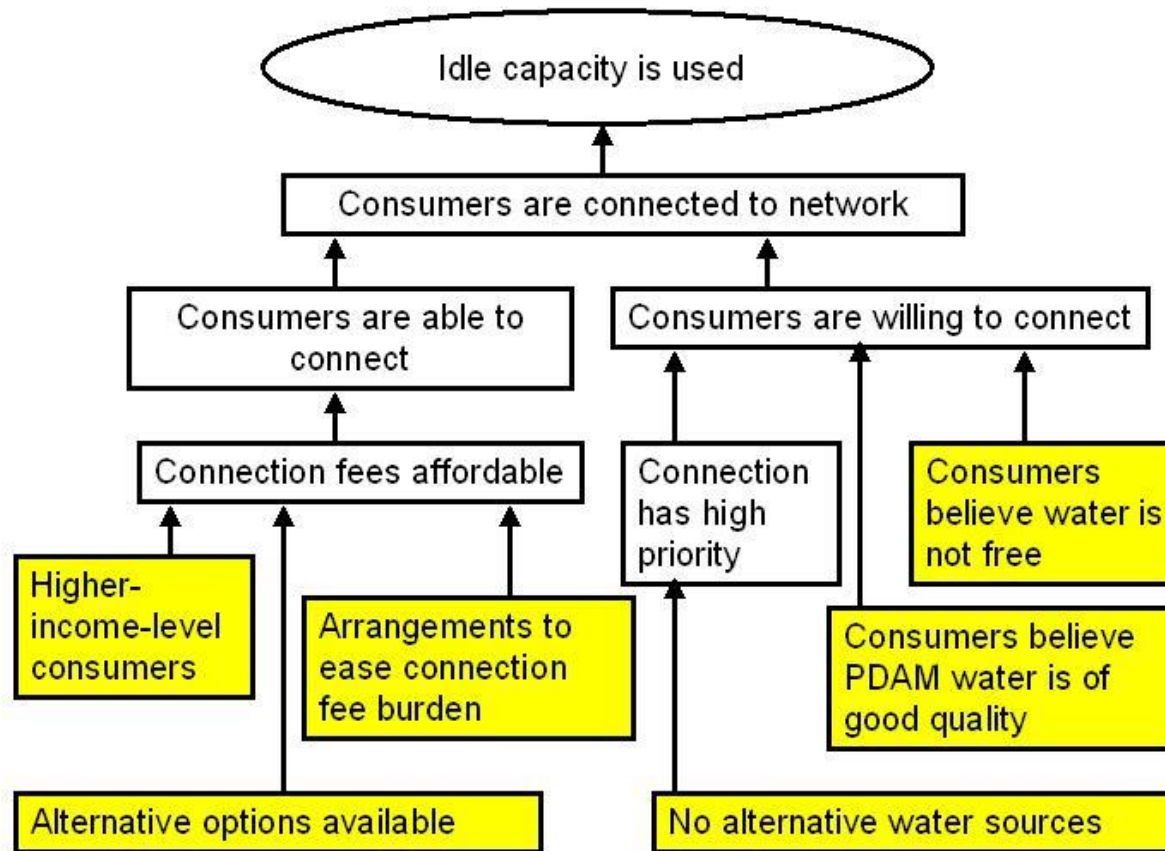 Idle capacity is used
Consumers are connected to network
Consumers are able to
connect
Consumers are willing to connect
Connection fees affordable
Connection
has high
priority
Consumers
believe water is
not free
Higher-
income-level
consumers
Arrangements to
ease connection
fee burden
Consumers believe
PDAM water is of
good quality
Alternative options available
No alternative water sources